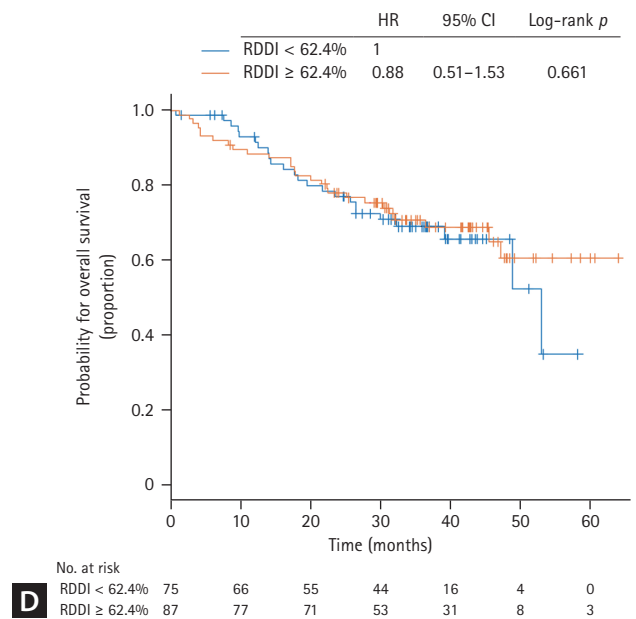 HR 95% CI Log-rank p
RDDI < 62.4% 1
RDDI ≥ 62.4% 0.88 0.51–1.53 0.661
1.0
0.8
0.6
0.4
0.2
0
Probability for overall survival
(proportion)
0 10 20 30 40 50 60
Time (months)
No. at risk
RDDI < 62.4% 75 66 55 44 16 4 0
RDDI ≥ 62.4% 87 77 71 53 31 8 3
D